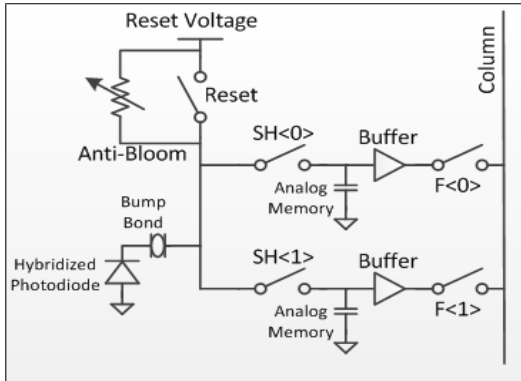 Reset Voltage
Reset
Anti-Bloom
Column
SH<0>
Buffer
Analog
Memory
F<0>
Bump
Bond
Hybridized
Photodiode
SH<1>
Buffer
Analog
Memory
F<1>